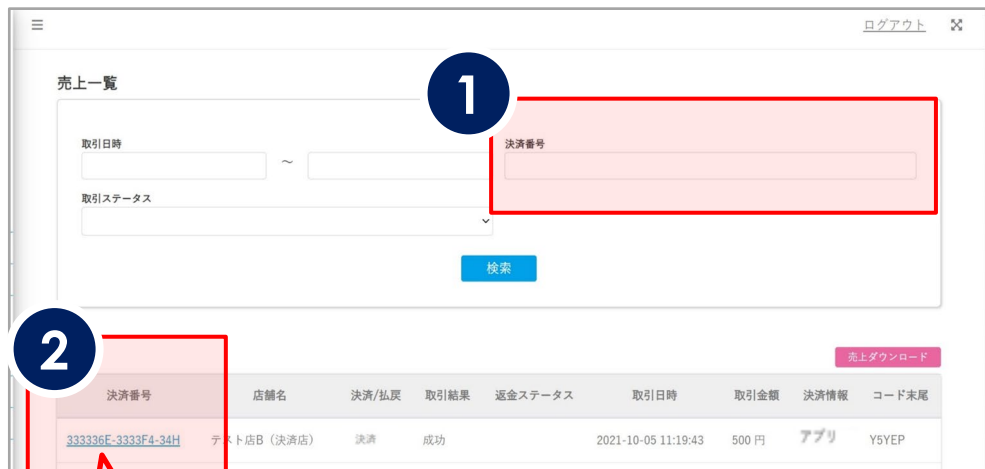 ログアウト
売上一覧
1
取引日時
決済番号
～
取引ステータス
検索
2
売上ダウンロード
決済番号 店舗名 決済/払戻 取引結果 返金ステータス 取引日時 取引金額 決済情報 コード末尾
333336E-3333F4-34H テスト店B（決済店） 決済 成功 2021-10-05 11:19:43 500 円 アプリ Y5YEP